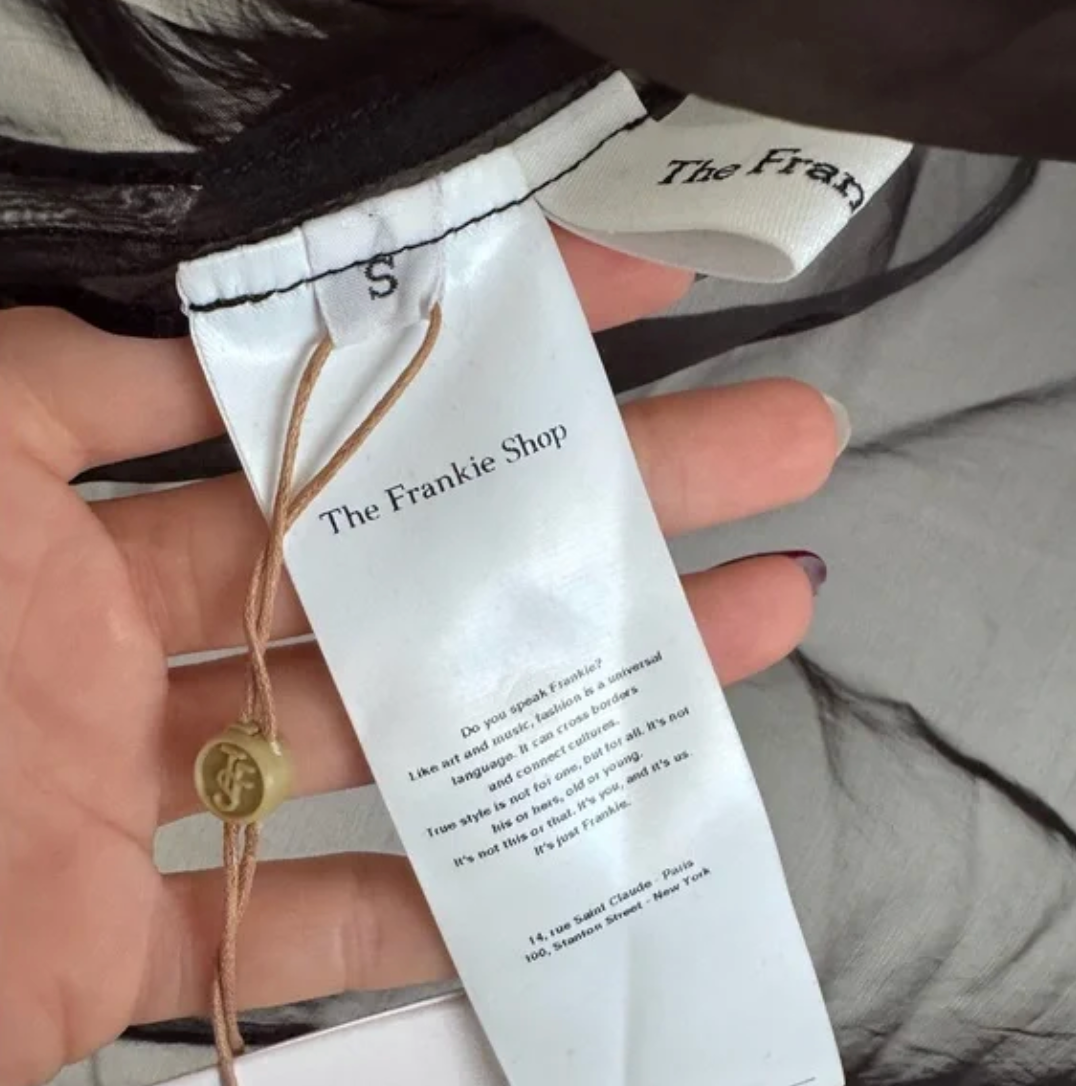 The Fran
S
The Frankie Shop
Do you speak Frankie?
Like art and music, fashion is a universal
language. It can cross borders
and connect cultures.
True style is not for one, but for all. It's not
his or hers, old or young.
It's not this or that. It's you, and it's us.
It's just Frankie.
14, rue Saint Claude - Paris
100, Stanton Street - New York